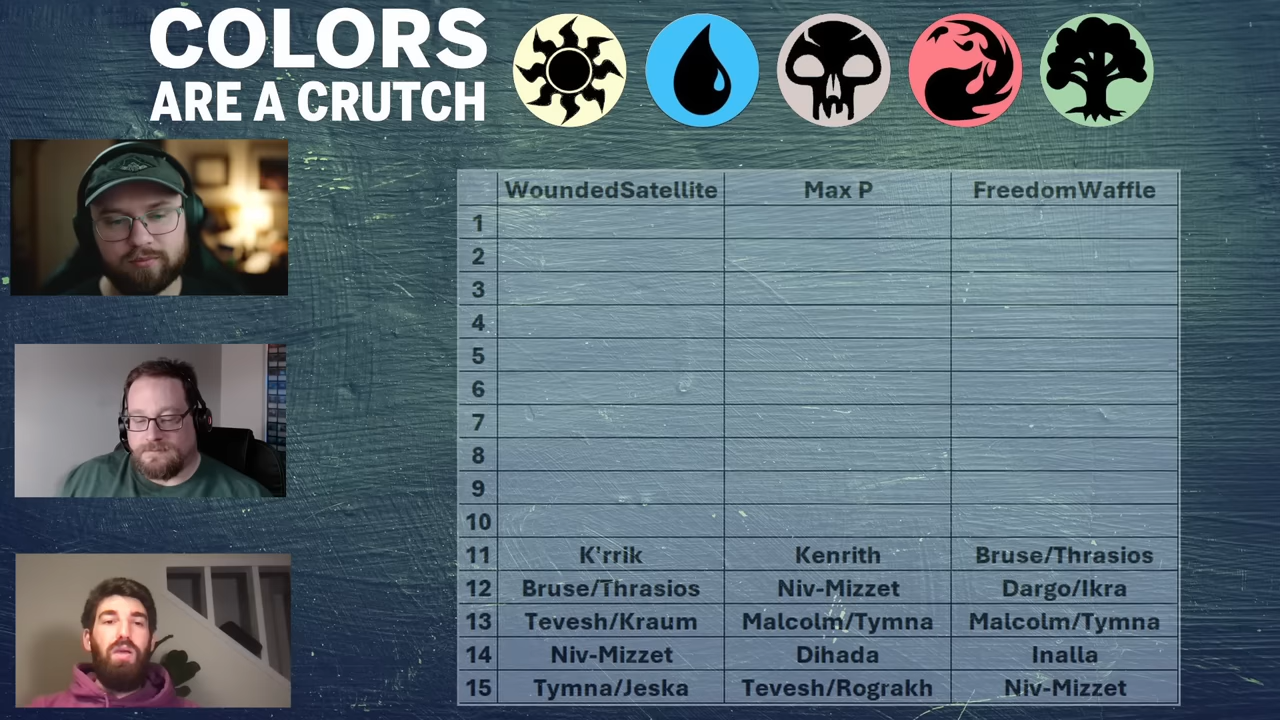 COLORS
ARE A CRUTCH
WoundedSatellite Max P FreedomWaffle
1
2
3
4
5
6
7
8
9
10
11 K'rrik Kenrith Bruse/Thrasios
12 Bruse/Thrasios Niv-Mizzet Dargo/Ikra
13 Tevesh/Kraum Malcolm/Tymna Malcolm/Tymna
14 Niv-Mizzet Dihada Inalla
15 Tymna/Jeska Tevesh/Rograkh Niv-Mizzet